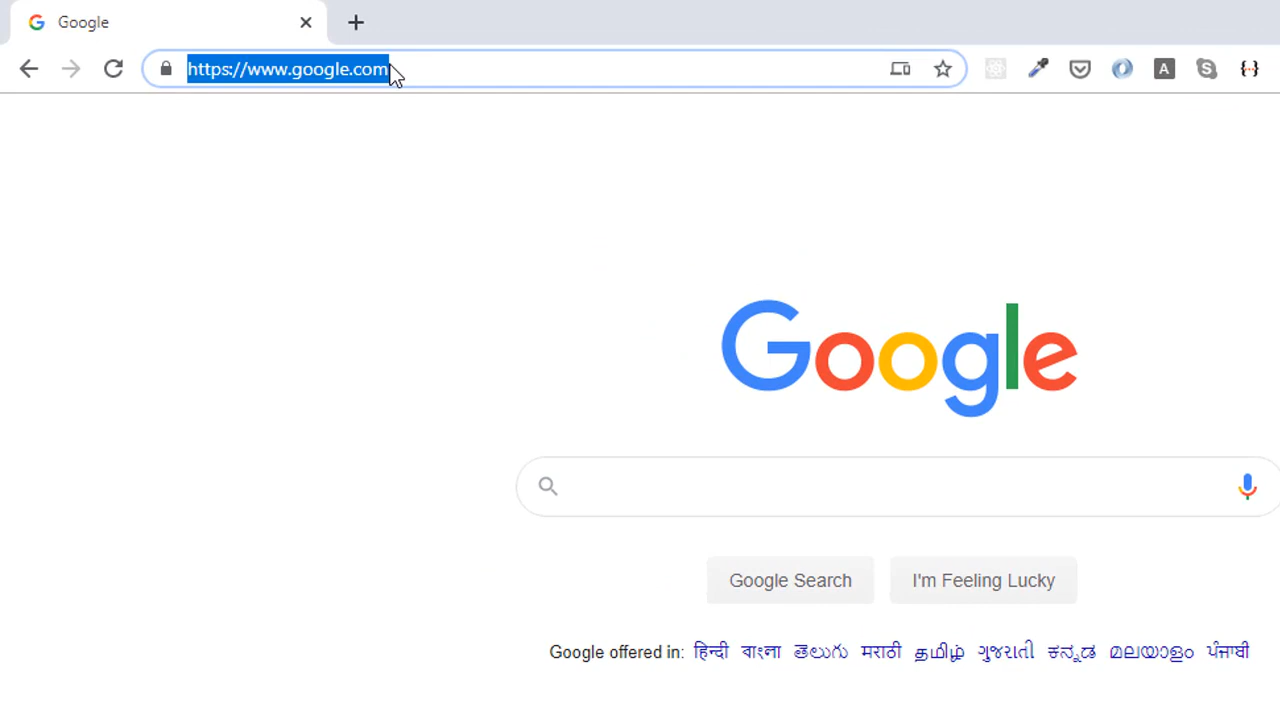 Google
https://www.google.com
A
Google
Google Search
I'm Feeling Lucky
Google offered in: हिन्दी বাংলা తెలుగు मराठी தமிழ் ગુજરાતી ಕನ್ನಡ മലയാളം ਪੰਜਾਬੀ